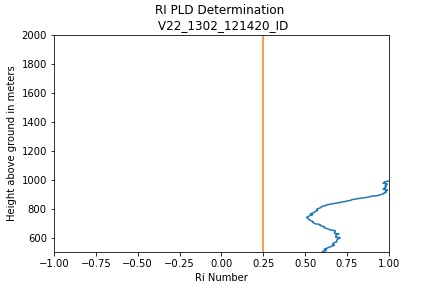 RI PLD Determination
V22_1302_121420_ID
Height above ground in meters
2000
1800
1600
1400
1200
1000
800
600
−1.00 −0.75 −0.50 −0.25 0.00 0.25 0.50 0.75 1.00
Ri Number